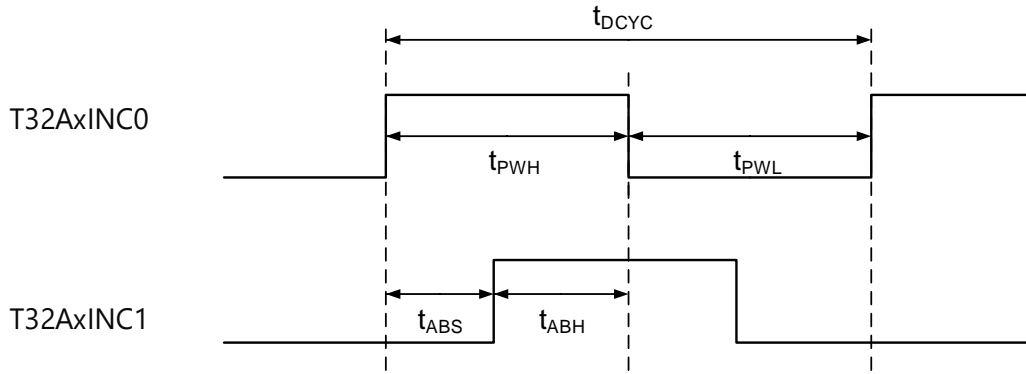 tDCYC
T32AxINC0
tPWH
tPWL
T32AxINC1
tABS
tABH